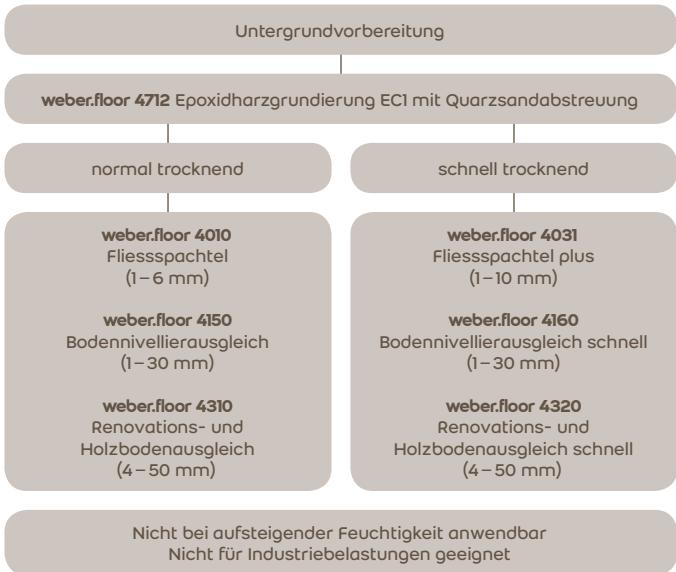 Untergrundvorbereitung
weber.floor 4712 Epoxidharzgrundierung EC1 mit Quarzsandabstreuung
normal trocknend
schnell trocknend
weber.floor 4010
Fliessspachtel
(1–6 mm)
weber.floor 4150
Bodennivellierausgleich
(1–30 mm)
weber.floor 4310
Renovations- und
Holzbodenausgleich
(4–50 mm)
weber.floor 4031
Fliessspachtel plus
(1–10 mm)
weber.floor 4160
Bodennivellierausgleich schnell
(1–30 mm)
weber.floor 4320
Renovations- und
Holzbodenausgleich schnell
(4–50 mm)
Nicht bei aufsteigender Feuchtigkeit anwendbar
Nicht für Industriebelastungen geeignet